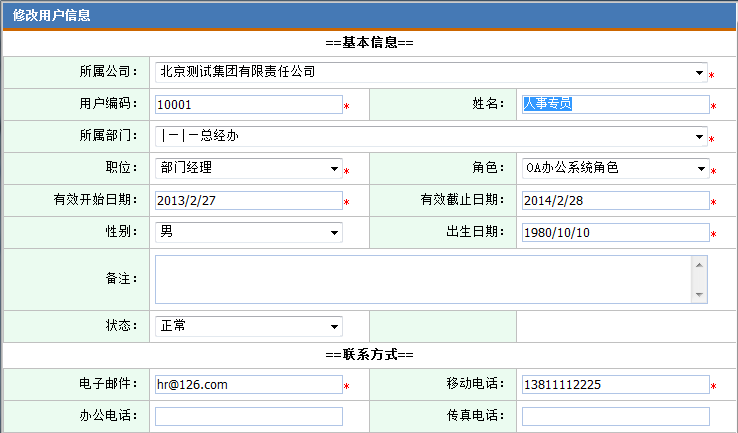 修改用户信息
==基本信息==
所属公司： 北京测试集团有限责任公司 *
用户编码： 10001 * 姓名： 人事专员 *
所属部门： |－|－总经办 *
职位： 部门经理 * 角色： OA办公系统角色 *
有效开始日期： 2013/2/27 * 有效截止日期： 2014/2/28 *
性别： 男 出生日期： 1980/10/10 *
备注：
状态： 正常
==联系方式==
电子邮件： hr@126.com * 移动电话： 13811112225 *
办公电话： 传真电话：